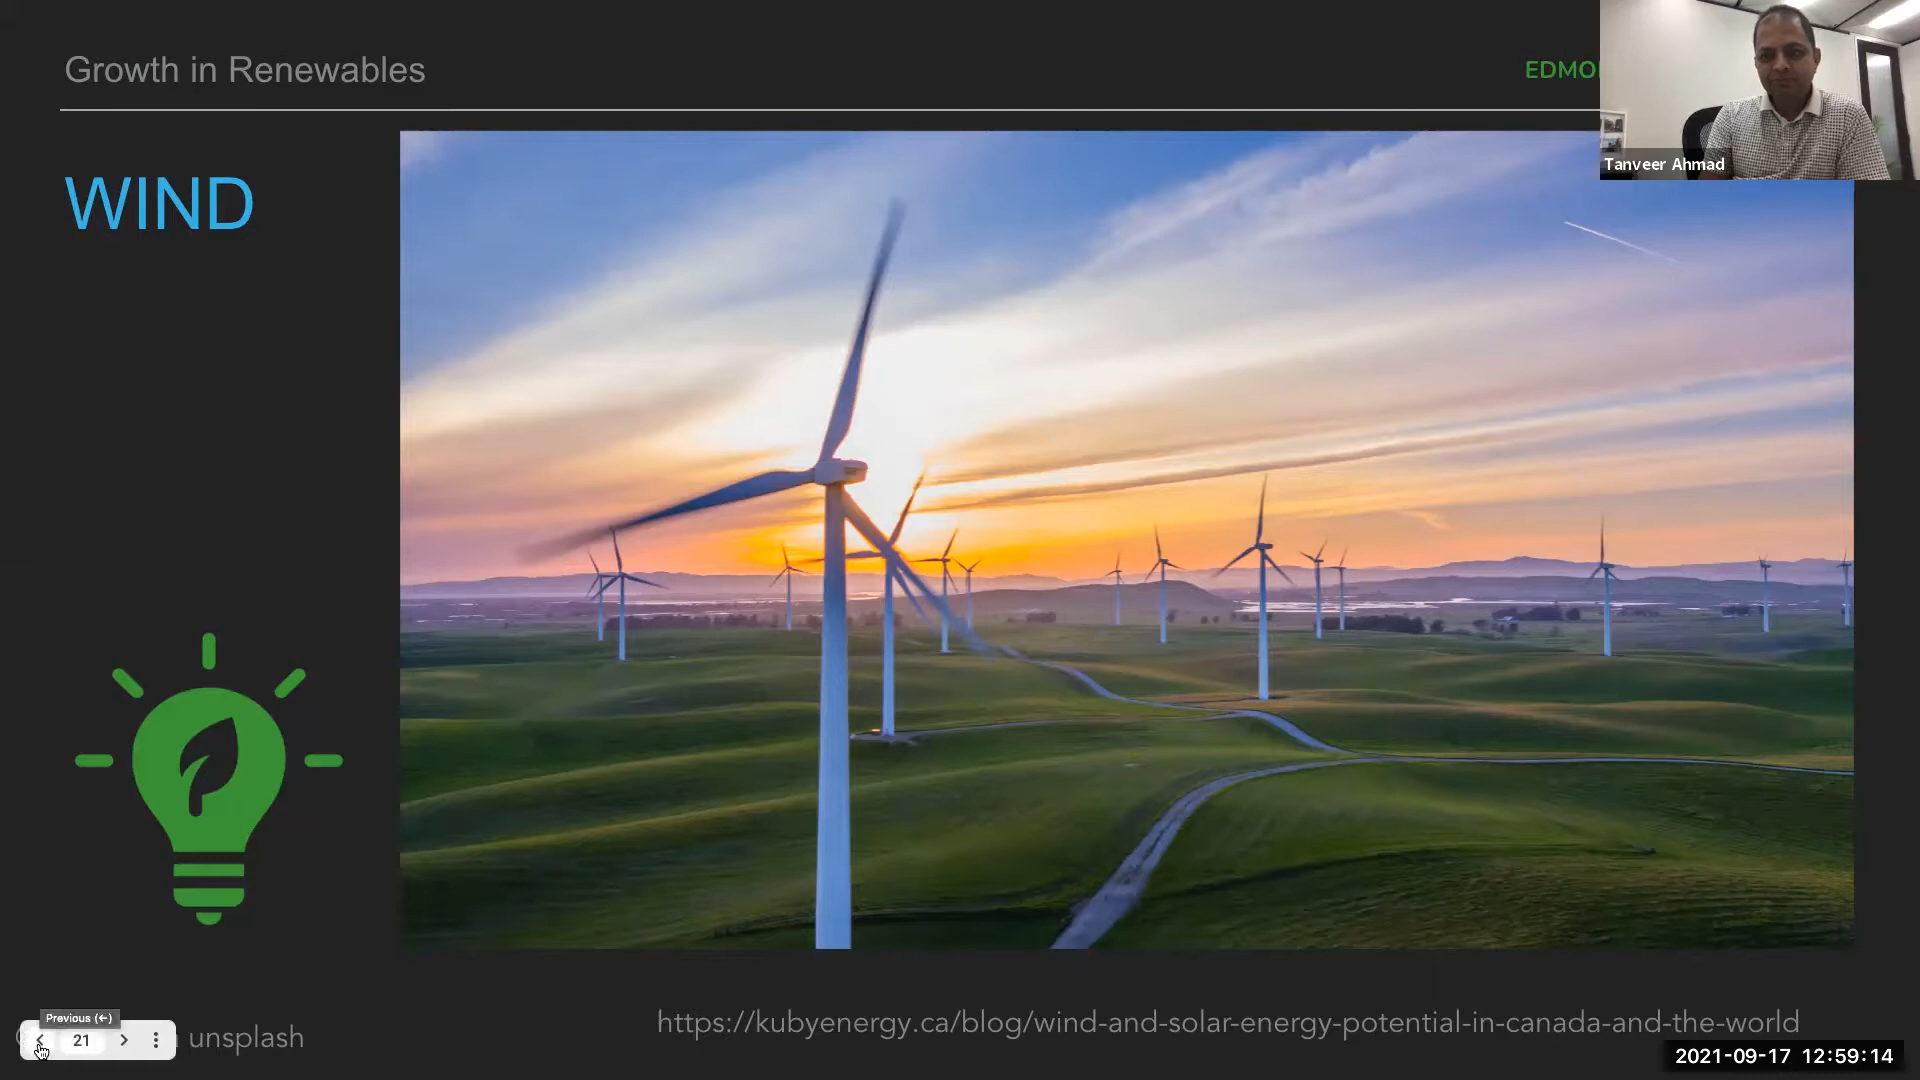 Growth in Renewables
EDMO
Tanveer Ahmad
WIND
https://kubyenergy.ca/blog/wind-and-solar-energy-potential-in-canada-and-the-world
Previous (←)
21
unsplash
2021-09-17 12:59:14